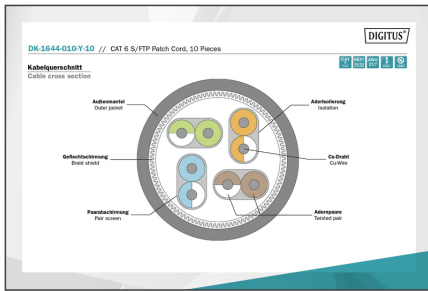 DIGITUS®
DK-1644-010-Y-10 // CAT 6 S/FTP Patch Cord, 10 Pieces
Kabelquerschnitt
Cable cross section
Außenmantel
Outer jacket
Aderisolierung
Isolation
Geflechtschirmung
Braid shield
Cu-Draht
Cu-Wire
Paarabschirmung
Pair screen
Adernpaare
Twisted pair